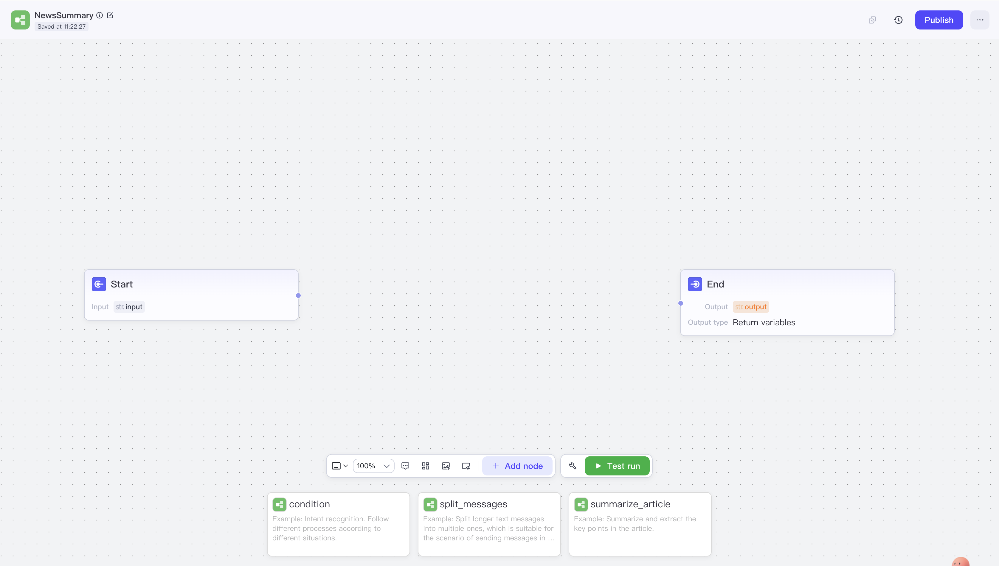 NewsSummary
Saved at 11:22:27
Publish
Start
Input str. input
End
Output str. output
Output type Return variables
100%
Add node
Test run
condition
Example: Intent recognition. Follow
different processes according to
different situations.
split_messages
Example: Split longer text messages
into multiple ones, which is suitable for
the scenario of sending messages in ...
summarize_article
Example: Summarize and extract the
key points in the article.